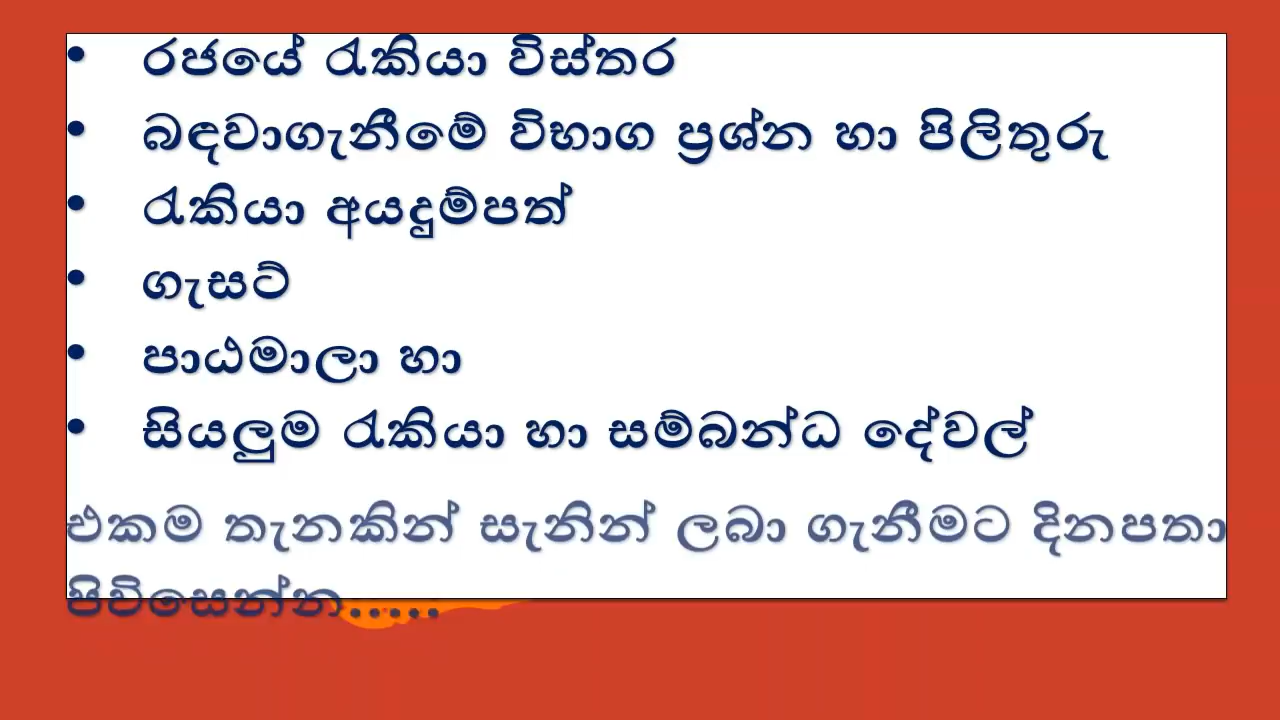 • රජයේ රැකියා විස්තර
• බඳවාගැනීමේ විභාග ප්‍රශ්න හා පිලිතුරු
• රැකියා අයදුම්පත්
• ගැසට්
• පාඨමාලා හා
• සියලුම රැකියා හා සම්බන්ධ දේවල්
එකම තැනකින් සැනින් ලබා ගැනීමට දිනපතා
පිවිසෙන්න.....